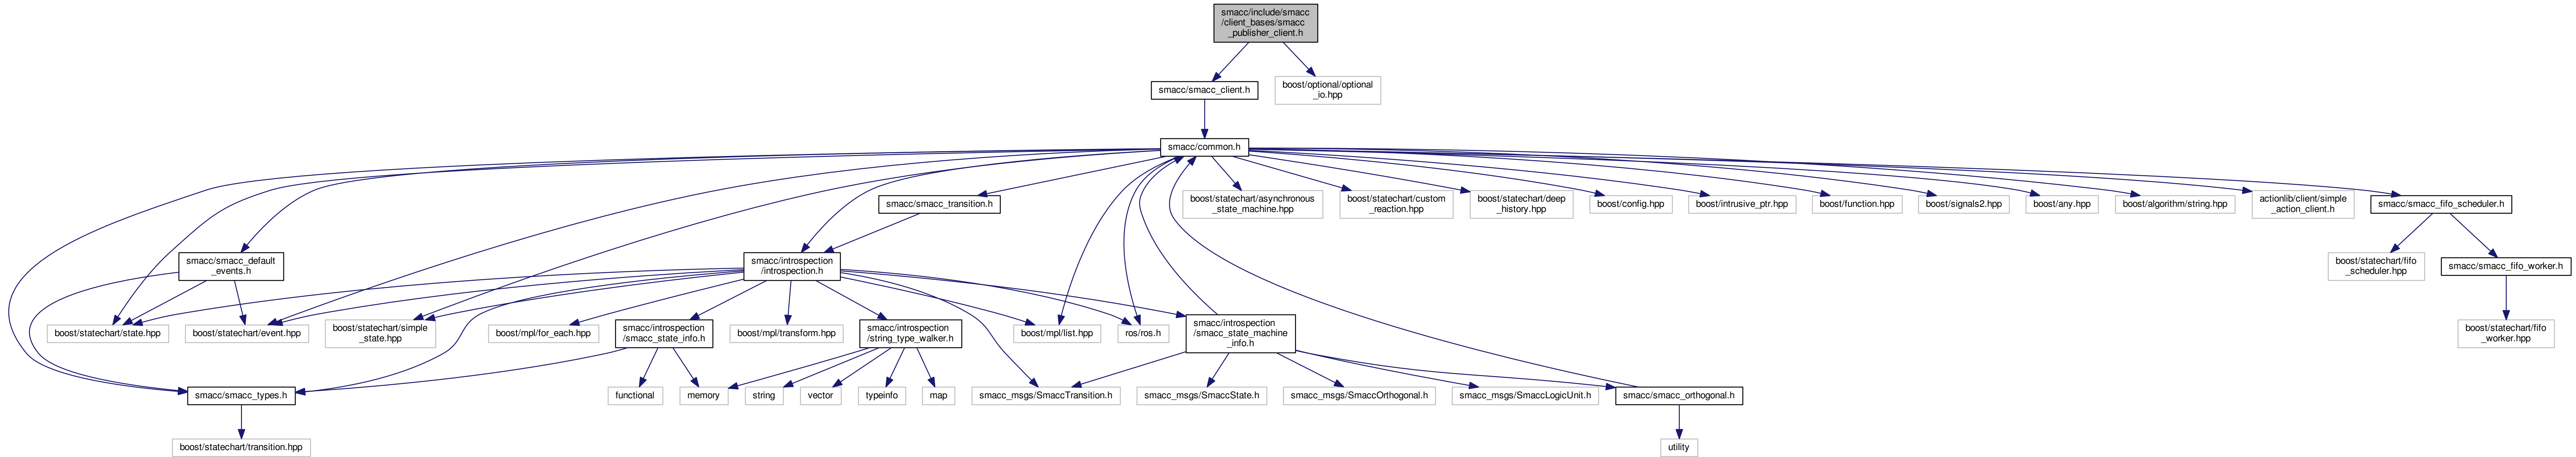 smacc/include/smacc
/client_bases/smacc
_publisher_client.h
smacc/smacc_client.h
boost/optional/optional
_io.hpp
smacc/common.h
smacc/smacc_transition.h
boost/statechart/asynchronous
_state_machine.hpp
boost/statechart/custom
_reaction.hpp
boost/statechart/deep
_history.hpp
boost/config.hpp
boost/intrusive_ptr.hpp
boost/function.hpp
boost/signals2.hpp
boost/any.hpp
boost/algorithm/string.hpp
actionlib/client/simple
_action_client.h
smacc/smacc_fifo_scheduler.h
smacc/smacc_default
_events.h
smacc/introspection
/introspection.h
boost/statechart/fifo
_scheduler.hpp
smacc/smacc_fifo_worker.h
boost/statechart/state.hpp
boost/statechart/event.hpp
boost/statechart/simple
_state.hpp
boost/mpl/for_each.hpp
smacc/introspection
/smacc_state_info.h
boost/mpl/transform.hpp
smacc/introspection
/string_type_walker.h
boost/mpl/list.hpp
ros/ros.h
smacc/introspection
/smacc_state_machine
_info.h
boost/statechart/fifo
_worker.hpp
smacc/smacc_types.h
functional
memory
string
vector
typeinfo
map
smacc_msgs/SmaccTransition.h
smacc_msgs/SmaccState.h
smacc_msgs/SmaccOrthogonal.h
smacc_msgs/SmaccLogicUnit.h
smacc/smacc_orthogonal.h
boost/statechart/transition.hpp
utility